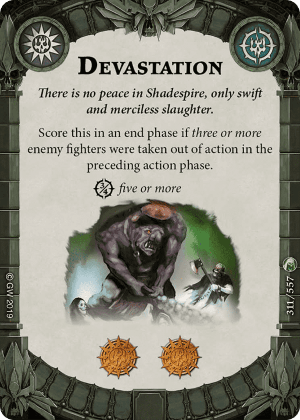 DEVASTATION
There is no peace in Shadespire, only swift
and merciless slaughter.
Score this in an end phase if three or more
enemy fighters were taken out of action in the
preceding action phase.
3/4 five or more
© GW 2019
311/557